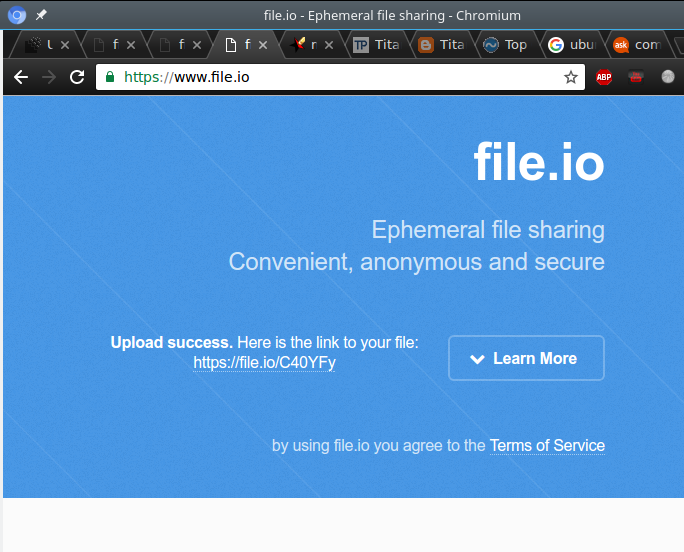 file.io - Ephemeral file sharing - Chromium
U
f
f
f
n
TP
Tita
Tita
Top
G
ubu
ask
com
https://www.file.io
ABP
file.io
Ephemeral file sharing
Convenient, anonymous and secure
Upload success. Here is the link to your file:
https://file.io/C40YFy
Learn More
by using file.io you agree to the Terms of Service